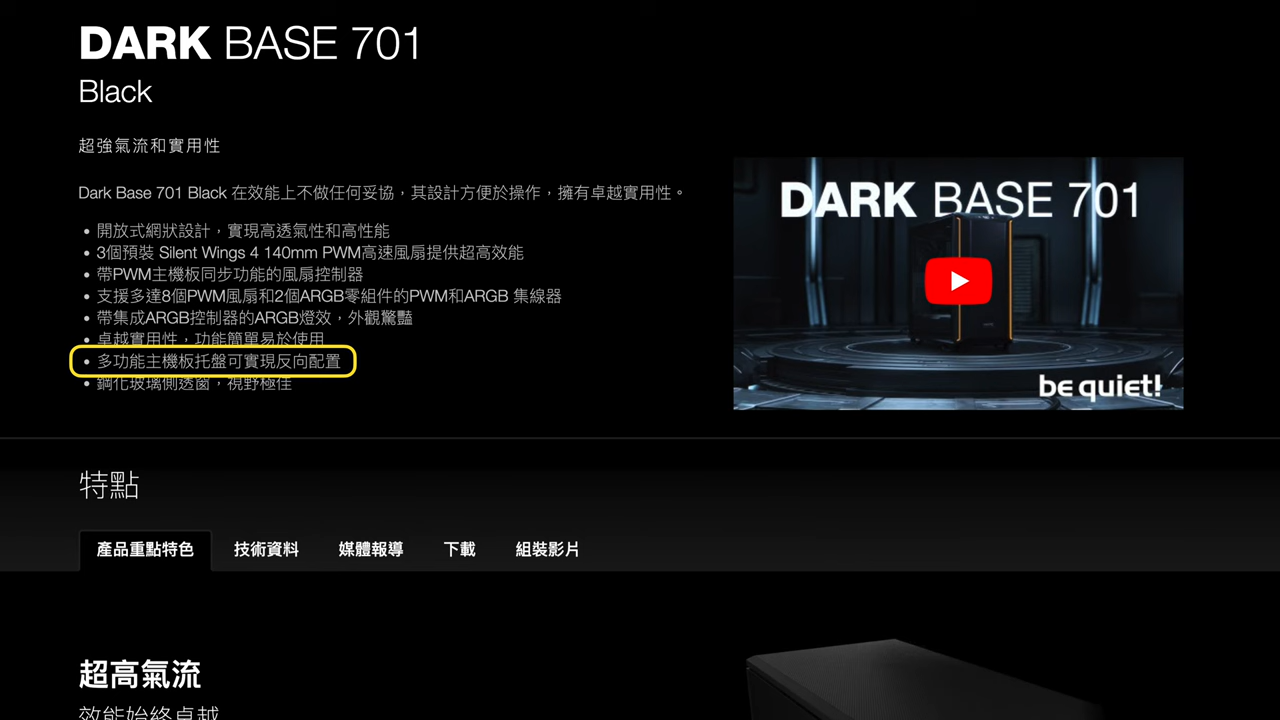 DARK BASE 701
Black
超強氣流和實用性
Dark Base 701 Black 在效能上不做任何妥協，其設計方便於操作，擁有卓越實用性。
• 開放式網狀設計，實現高透氣性和高性能
• 3個預裝 Silent Wings 4 140mm PWM高速風扇提供超高效能
• 帶PWM主機板同步功能的風扇控制器
• 支援多達8個PWM風扇和2個ARGB零組件的PWM和ARGB 集線器
• 帶集成ARGB控制器的ARGB燈效，外觀驚豔
• 卓越實用性，功能簡單易於使用
• 多功能主機板托盤可實現反向配置
• 鋼化玻璃側透窗，視野極佳
DARK BASE 701
be quiet!
特點
產品重點特色
技術資料
媒體報導
下載
組裝影片
超高氣流
效能始終卓越